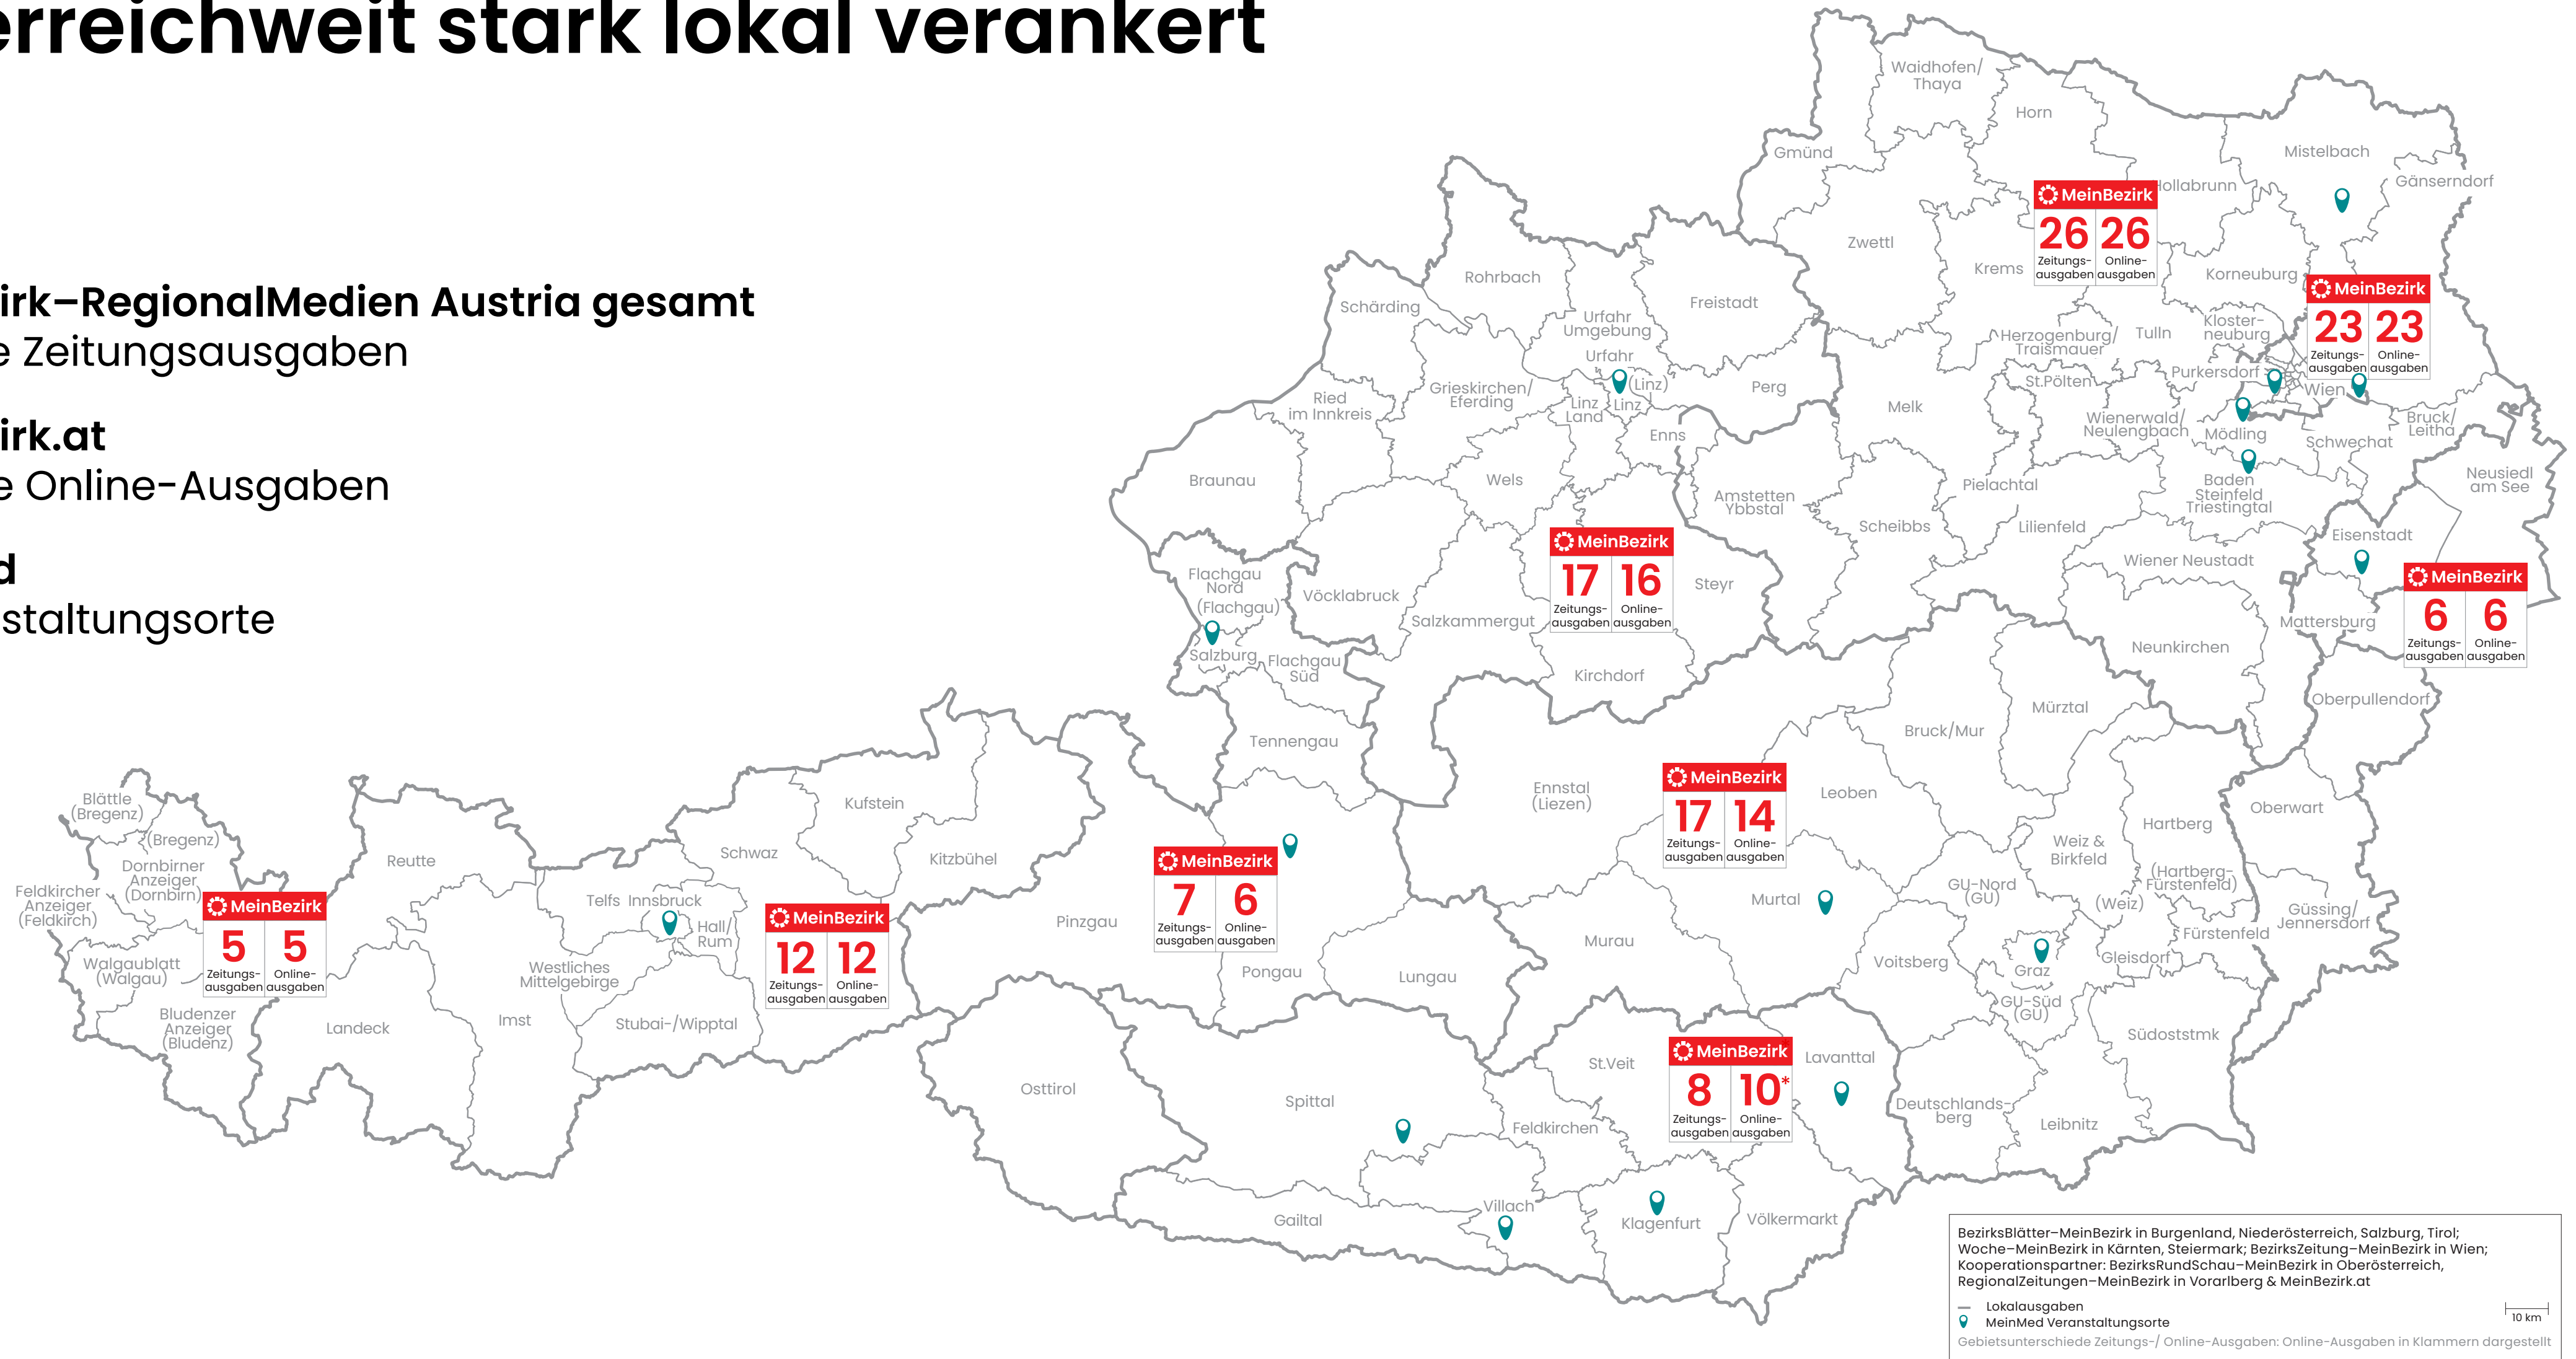 erreichweit stark lokal verankert
irk–RegionalMedien Austria gesamt
e Zeitungsausgaben
irk.at
e Online-Ausgaben
d
staltungsorte
Waidhofen/
Thaya
Horn
Gmünd
Mistelbach
Gänserndorf
Hollabrunn
MeinBezirk
26 26
Zeitungs-
ausgaben
Online-
ausgaben
Zwettl
Krems
Korneuburg
MeinBezirk
23 23
Zeitungs-
ausgaben
Online-
ausgaben
Rohrbach
Schärding
Freistadt
Urfahr
Umgebung
Urfahr
(Linz)
Linz
Linz
Land
Kloster-
neuburg
Herzogenburg/
Traismauer
Tulln
Purkersdorf
Wien
St.Pölten
Grieskirchen/
Eferding
Perg
Ried
im Innkreis
Melk
Wienerwald/
Neulengbach
Mödling
Bruck/
Leitha
Schwechat
Enns
Braunau
Wels
Amstetten
Ybbstal
Pielachtal
Baden
Steinfeld
Triestingtal
Neusiedl
am See
Scheibbs
Lilienfeld
Eisenstadt
MeinBezirk
17 16
Zeitungs-
ausgaben
Online-
ausgaben
Steyr
Wiener Neustadt
MeinBezirk
6 6
Zeitungs-
ausgaben
Online-
ausgaben
Flachgau
Nord
(Flachgau)
Vöcklabruck
Salzkammergut
Mattersburg
Salzburg
Flachgau
Süd
Kirchdorf
Neunkirchen
Oberpullendorf
Tennengau
Bruck/Mur
Mürztal
Ennstal
(Liezen)
MeinBezirk
17 14
Zeitungs-
ausgaben
Online-
ausgaben
Leoben
Oberwart
Hartberg
Weiz &
Birkfeld
(Hartberg-
Fürstenfeld)
Blättle
(Bregenz)
(Bregenz)
Dornbirner
Anzeiger
(Dornbirn)
Feldkircher
Anzeiger
(Feldkirch)
MeinBezirk
5 5
Zeitungs-
ausgaben
Online-
ausgaben
Walgaublatt
(Walgau)
Bludenzer
Anzeiger
(Bludenz)
Reutte
Kufstein
Schwaz
Kitzbühel
Telfs
Innsbruck
Hall/
Rum
MeinBezirk
12 12
Zeitungs-
ausgaben
Online-
ausgaben
Westliches
Mittelgebirge
Landeck
Imst
Stubai-/Wipptal
Pinzgau
MeinBezirk
7 6
Zeitungs-
ausgaben
Online-
ausgaben
Pongau
Lungau
Murau
Murtal
GU-Nord
(GU)
(Weiz)
Fürstenfeld
Güssing/
Jennersdorf
Voitsberg
Graz
Gleisdorf
GU-Süd
(GU)
Südoststmk
Osttirol
Spittal
St.Veit
MeinBezirk
8 10*
Zeitungs-
ausgaben
Online-
ausgaben
Lavanttal
Feldkirchen
Deutschlands-
berg
Leibnitz
Gailtal
Villach
Klagenfurt
Völkermarkt
BezirksBlätter–MeinBezirk in Burgenland, Niederösterreich, Salzburg, Tirol;
Woche–MeinBezirk in Kärnten, Steiermark; BezirksZeitung–MeinBezirk in Wien;
Kooperationspartner: BezirksRundSchau–MeinBezirk in Oberösterreich,
RegionalZeitungen–MeinBezirk in Vorarlberg & MeinBezirk.at
Lokalausgaben
MeinMed Veranstaltungsorte
10 km
Gebietsunterschiede Zeitungs-/ Online-Ausgaben: Online-Ausgaben in Klammern dargestellt